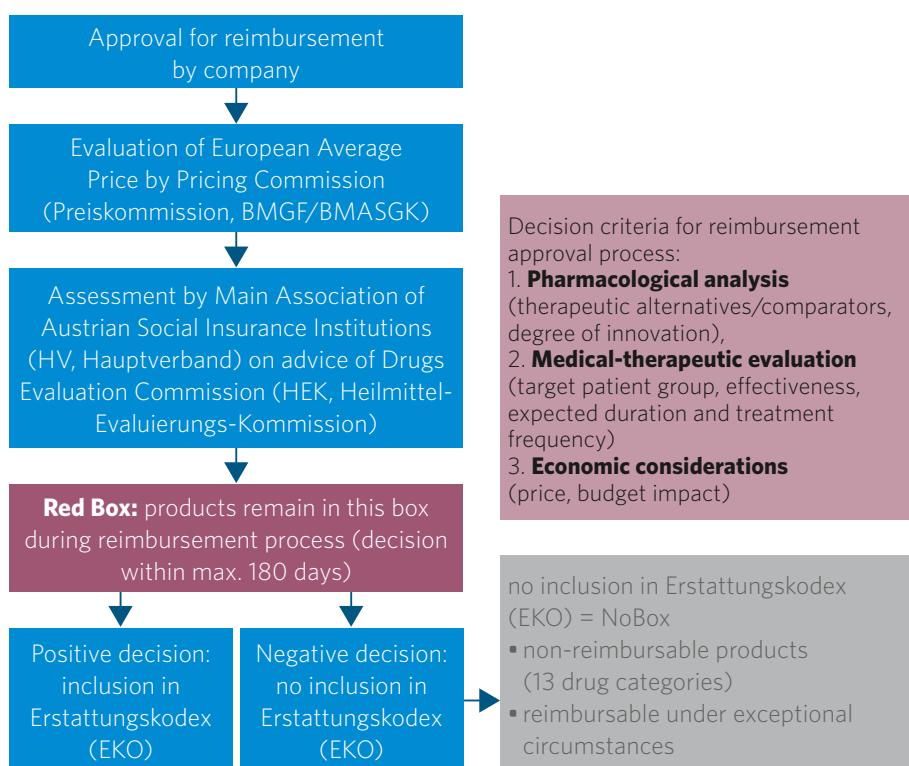 Approval for reimbursement
by company
Evaluation of European Average
Price by Pricing Commission
(Preiskommission, BMGF/BMASGK)
Assessment by Main Association of
Austrian Social Insurance Institutions
(HV, Hauptverband) on advice of Drugs
Evaluation Commission (HEK, Heilmittel-
Evaluierungs-Kommission)
Red Box: products remain in this box
during reimbursement process (decision
within max. 180 days)
Positive decision:
inclusion in
Erstattungskodex
(EKO)
Negative decision:
no inclusion in
Erstattungskodex
(EKO)
Decision criteria for reimbursement
approval process:
1. Pharmacological analysis
(therapeutic alternatives/comparators,
degree of innovation),
2. Medical-therapeutic evaluation
(target patient group, effectiveness,
expected duration and treatment
frequency)
3. Economic considerations
(price, budget impact)
no inclusion in Erstattungskodex
(EKO) = NoBox
• non-reimbursable products
(13 drug categories)
• reimbursable under exceptional
circumstances